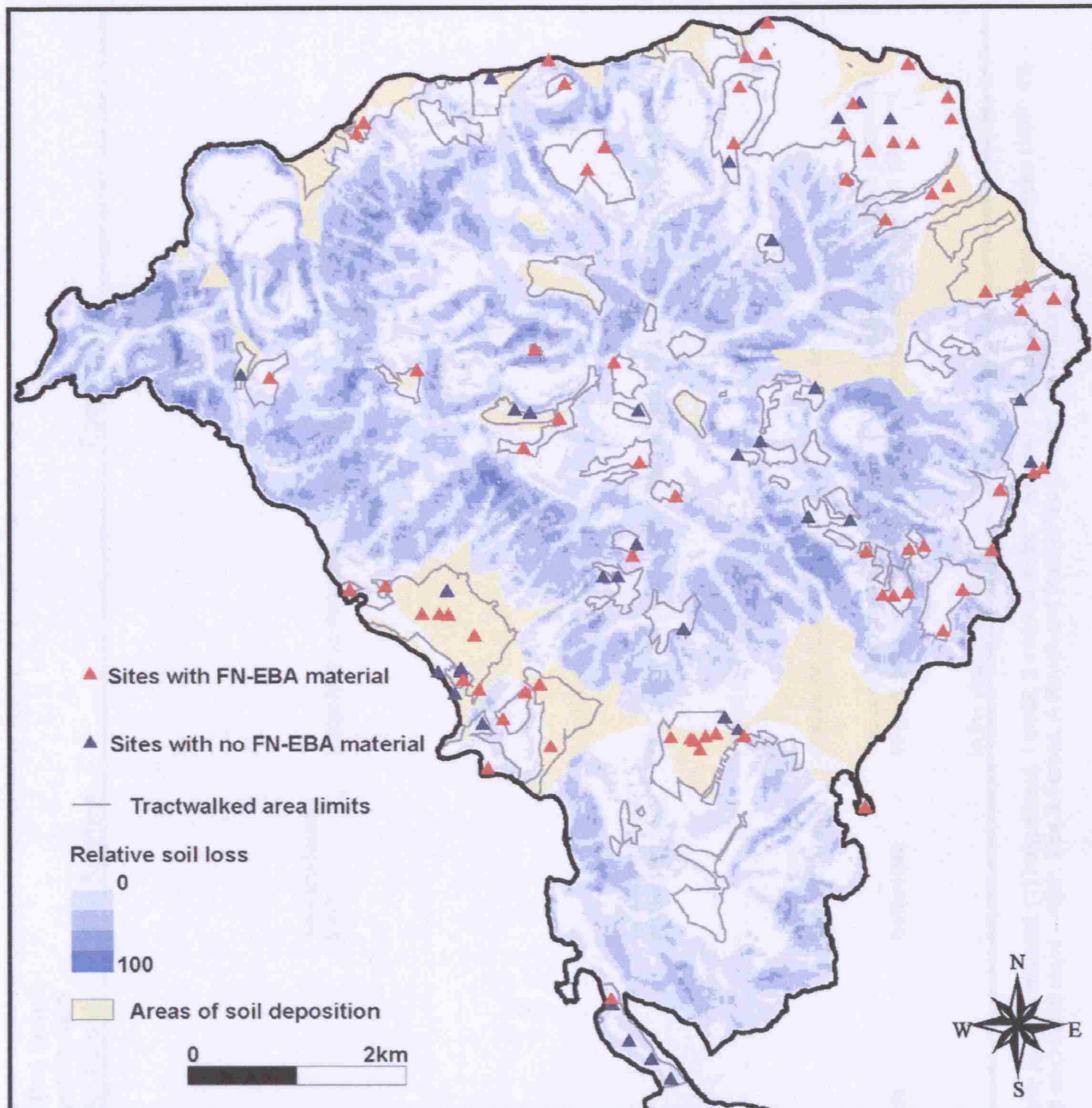 Sites with FN-EBA material
Sites with no FN-EBA material
Tractwalked area limits
Relative soil loss
0
100
Areas of soil deposition
0 2km
N
W E
S